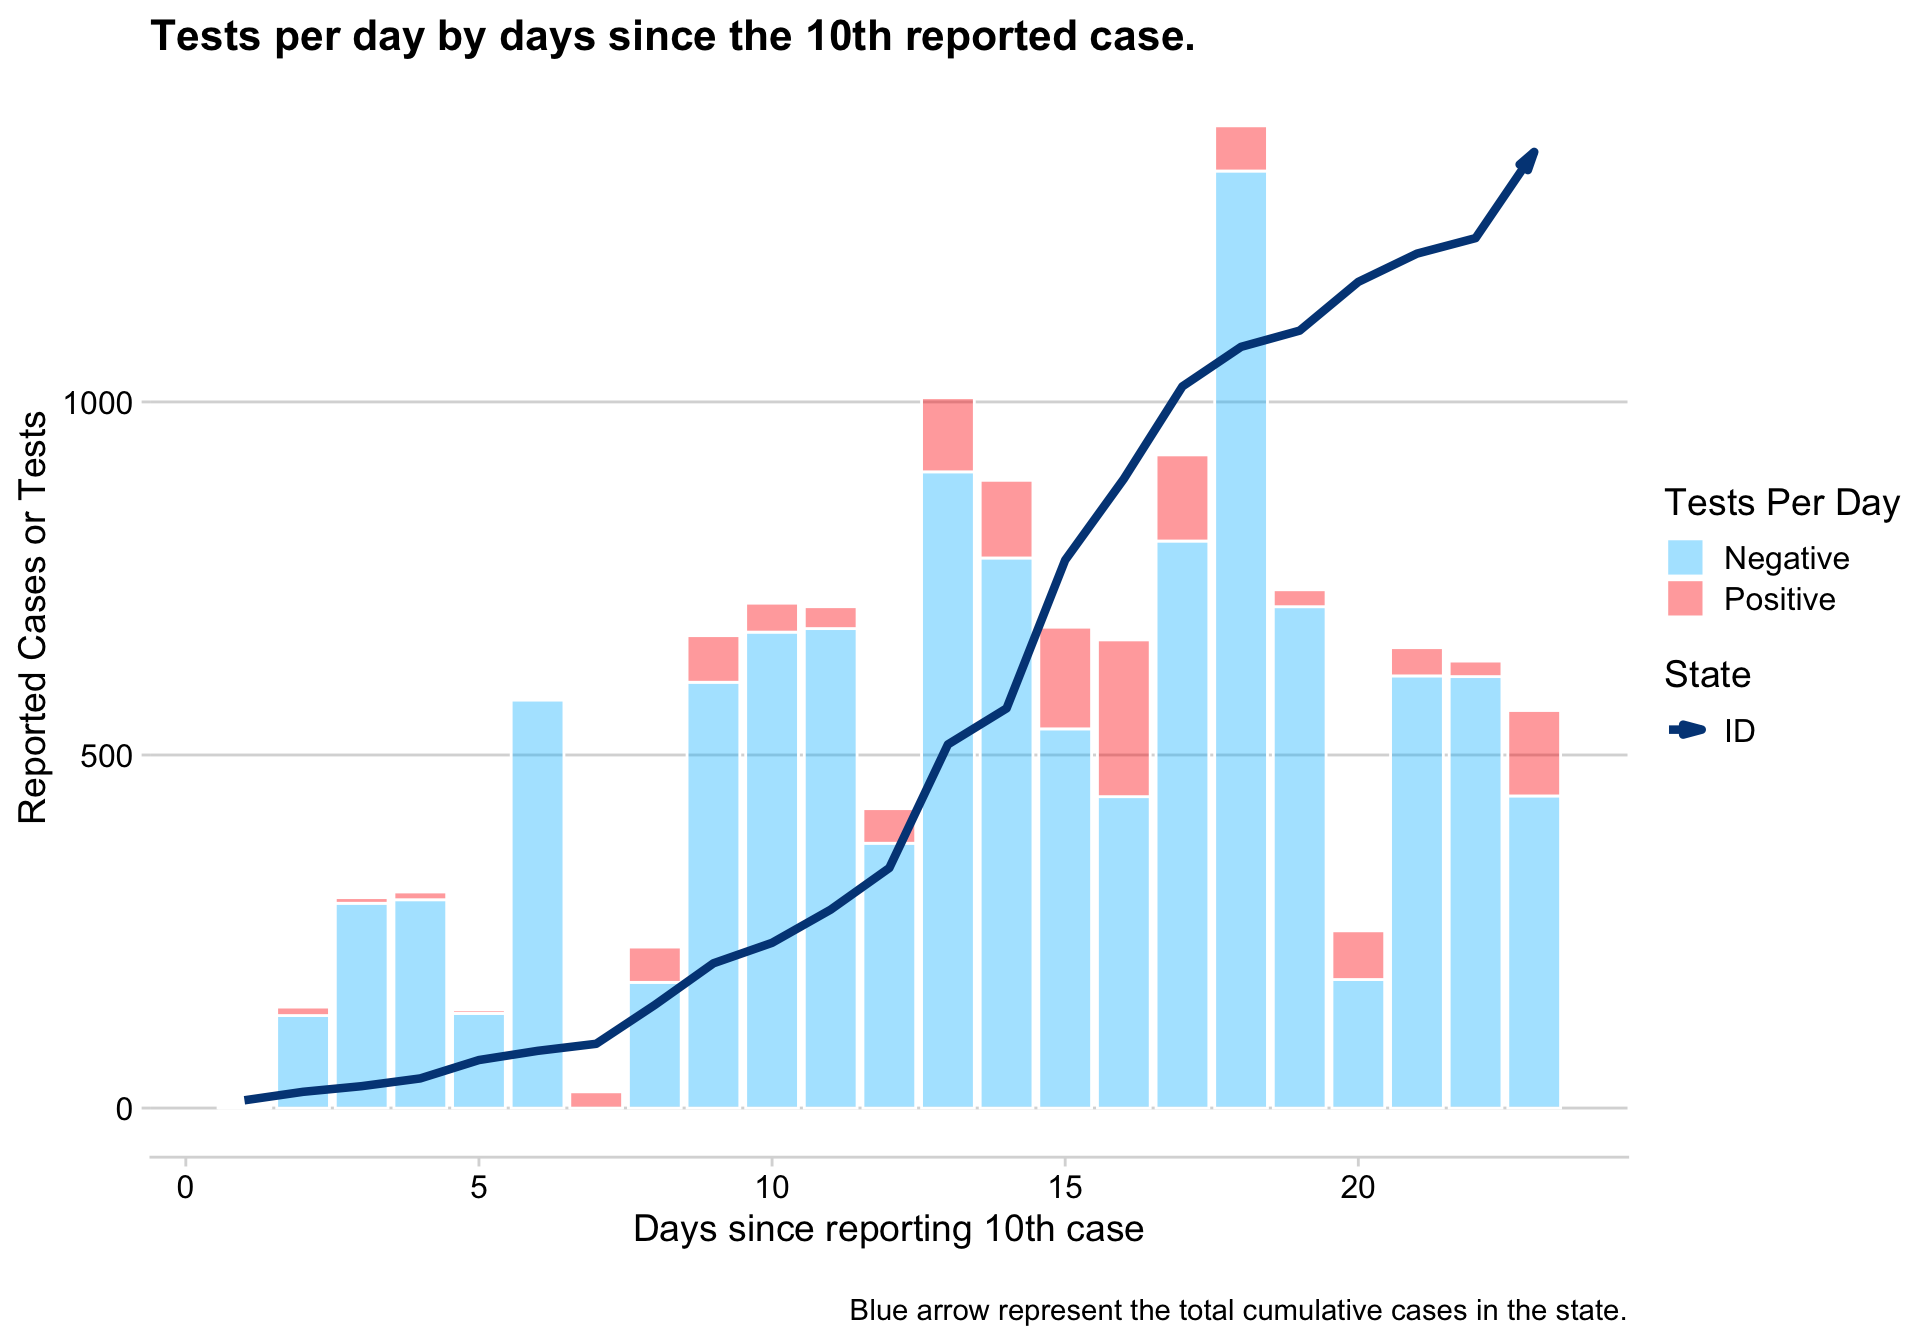 Tests per day by days since the 10th reported case.
Reported Cases or Tests
1000
500
0
0 5 10 15 20
Days since reporting 10th case
Tests Per Day
Negative
Positive
State
ID
Blue arrow represent the total cumulative cases in the state.